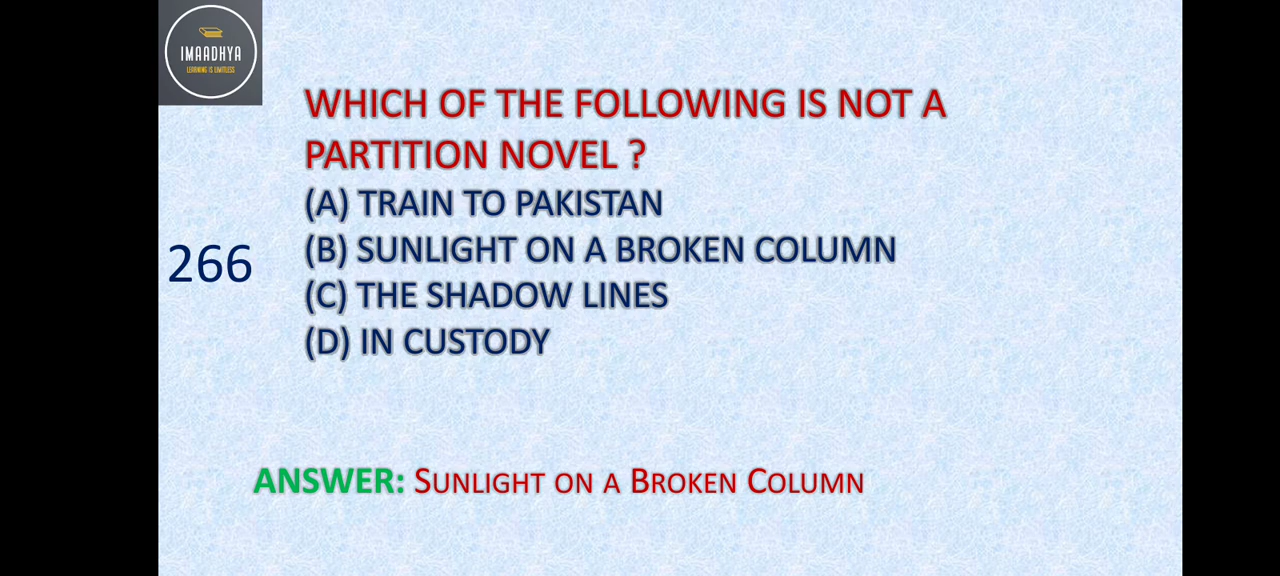 IMAADHYA
LEARNING IS LIMITLESS
WHICH OF THE FOLLOWING IS NOT A
PARTITION NOVEL ?
(A) TRAIN TO PAKISTAN
266
(B) SUNLIGHT ON A BROKEN COLUMN
(C) THE SHADOW LINES
(D) IN CUSTODY
ANSWER: SUNLIGHT ON A BROKEN COLUMN